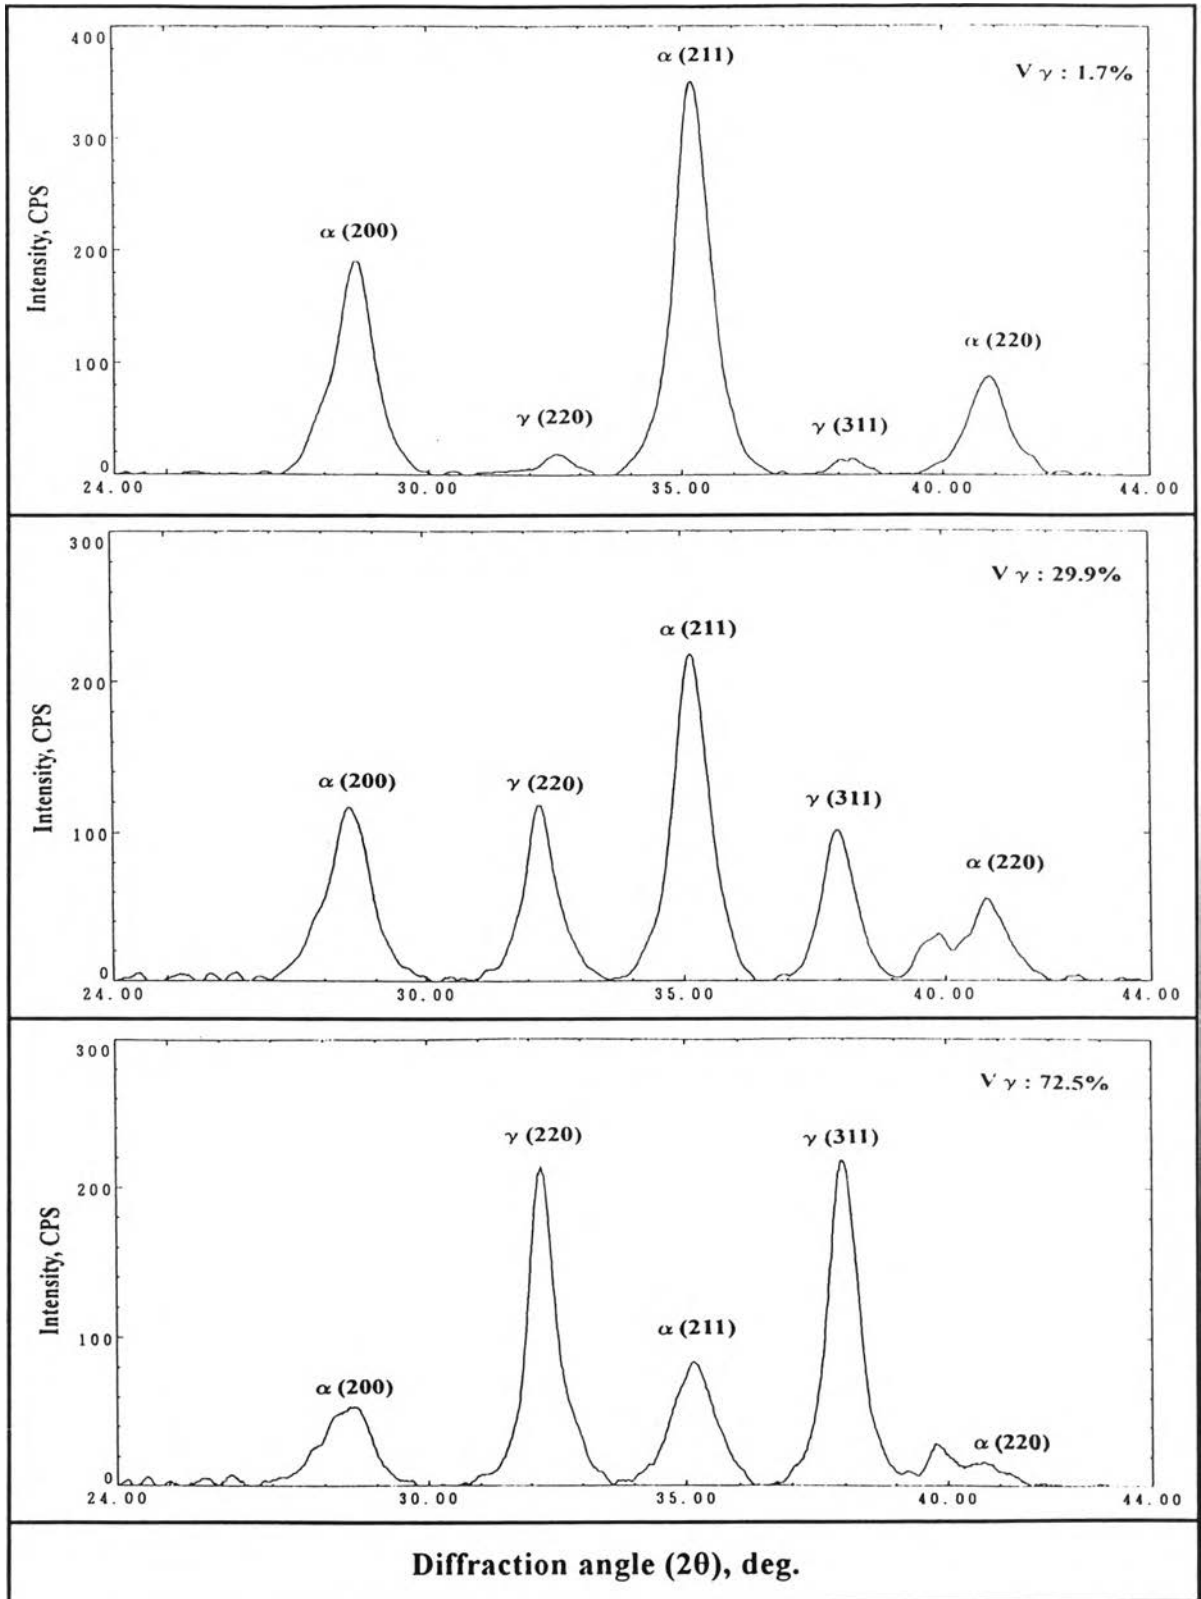 400
α (211)
V γ : 1.7%
300
α (200)
200
Intensity, CPS
α (220)
100
γ (220)
γ (311)
0
24.00 30.00 35.00 40.00 44.00
300
V γ : 29.9%
α (211)
200
α (200)
γ (220)
γ (311)
Intensity, CPS
100
α (220)
0
24.00 30.00 35.00 40.00 44.00
300
V γ : 72.5%
γ (220)
γ (311)
200
Intensity, CPS
α (211)
100
α (200)
α (220)
0
24.00 30.00 35.00 40.00 44.00
Diffraction angle (2θ), deg.